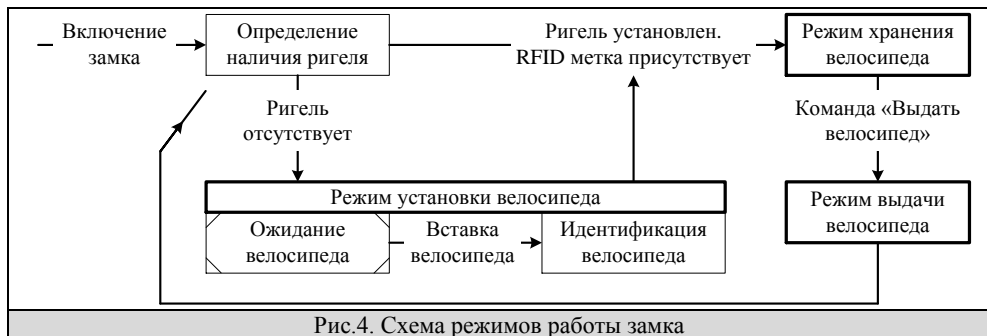 Включение
замка
Определение
наличия ригеля
Ригель установлен.
RFID метка присутствует
Режим хранения
велосипеда
Ригель
отсутствует
Команда «Выдать
велосипед»
Режим установки велосипеда
Ожидание
велосипеда
Вставка
велосипеда
Идентификация
велосипеда
Режим выдачи
велосипеда
Рис.4. Схема режимов работы замка